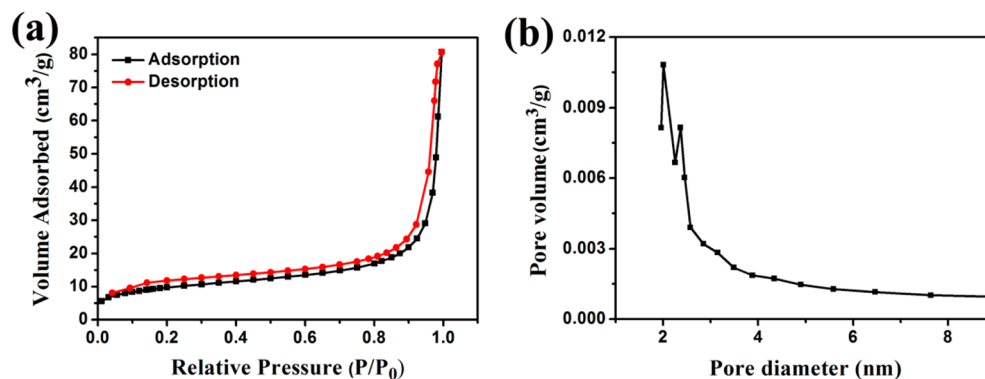 (a)
Volume Adsorbed (cm³/g)
80
70
60
50
40
30
20
10
0
Adsorption
Desorption
0.0 0.2 0.4 0.6 0.8 1.0
Relative Pressure (P/P₀)
(b)
Pore volume(cm³/g)
0.012
0.009
0.006
0.003
0.000
2 4 6 8
Pore diameter (nm)